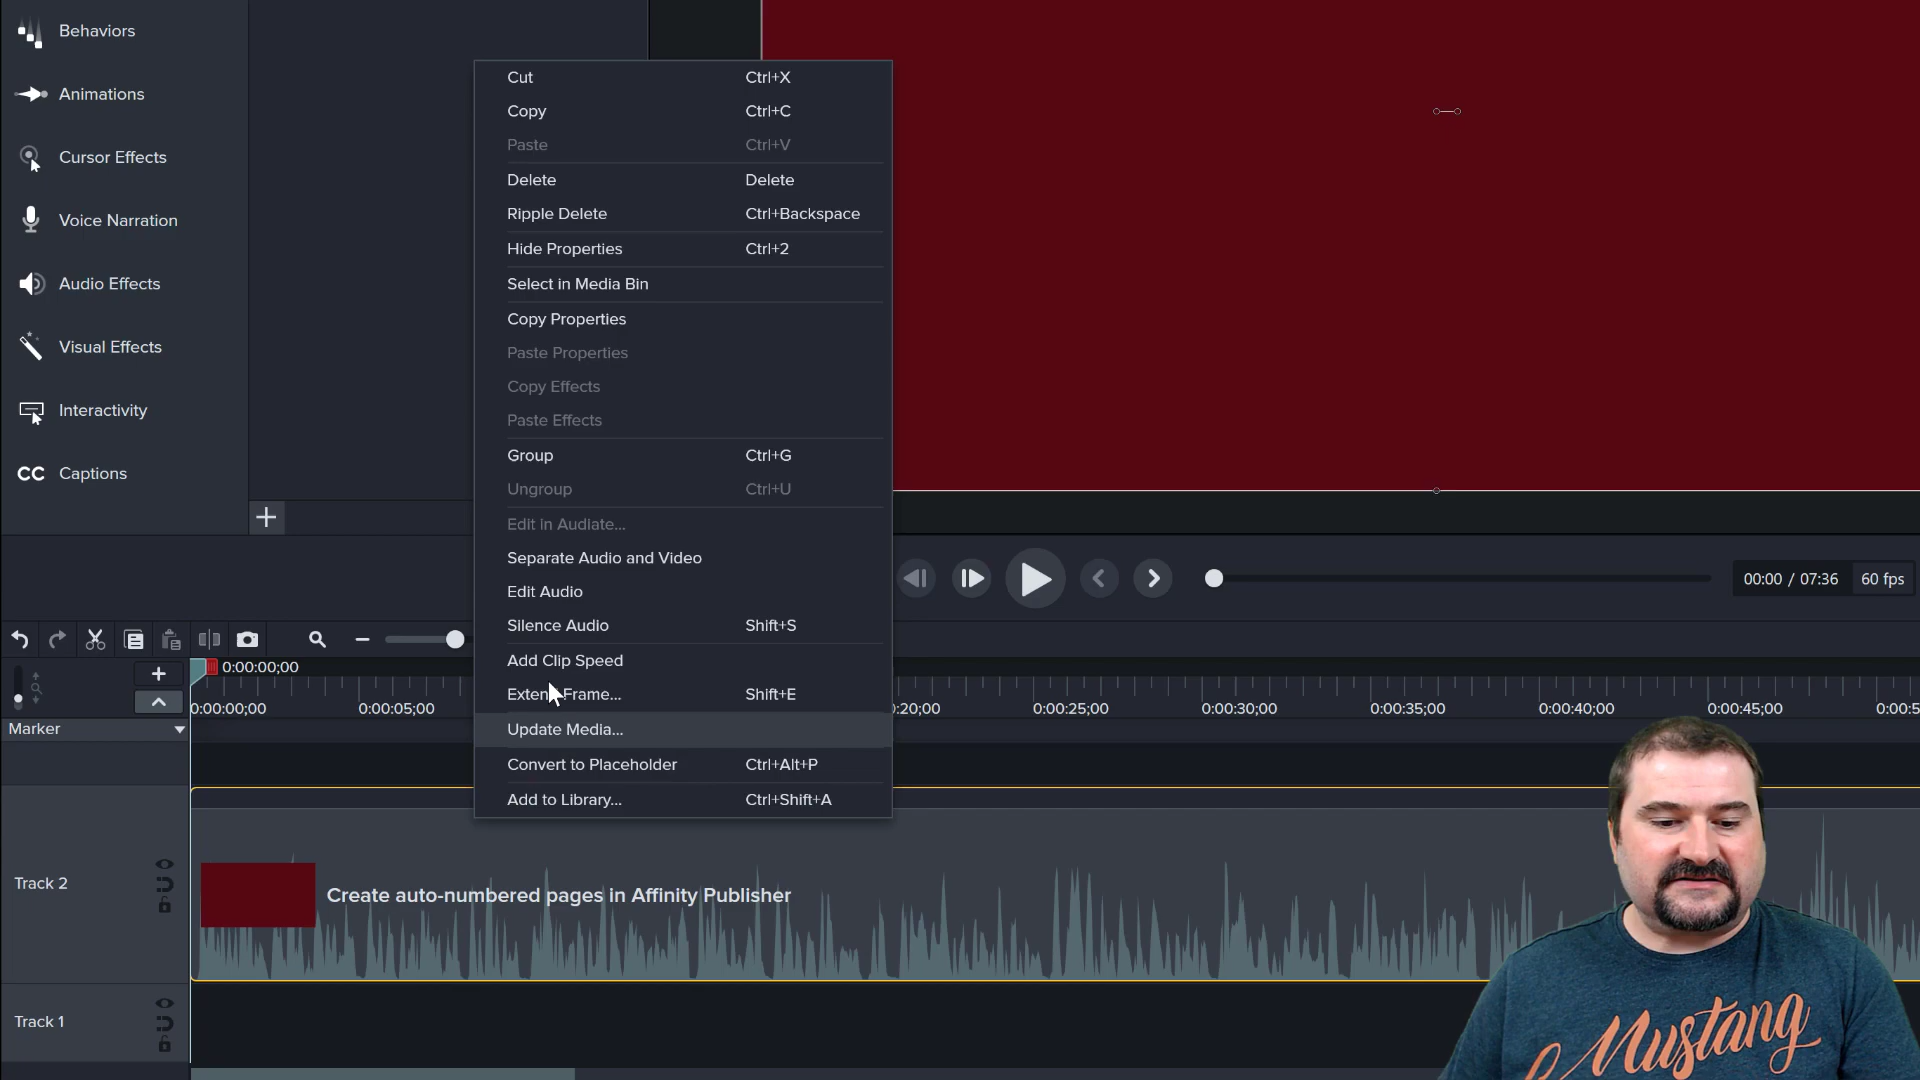 Behaviors
Animations
Cursor Effects
Voice Narration
Audio Effects
Visual Effects
Interactivity
CC Captions
Cut Ctrl+X
Copy Ctrl+C
Paste Ctrl+V
Delete Delete
Ripple Delete Ctrl+Backspace
Hide Properties Ctrl+2
Select in Media Bin
Copy Properties
Paste Properties
Copy Effects
Paste Effects
Group Ctrl+G
Ungroup Ctrl+U
Edit in Audiate...
Separate Audio and Video
Edit Audio
Silence Audio Shift+S
Add Clip Speed
Extend Frame... Shift+E
Update Media...
Convert to Placeholder Ctrl+Alt+P
Add to Library... Ctrl+Shift+A
00:00 / 07:36 60 fps
0:00:00;00
0:00:00;00 0:00:05;00 :20;00 0:00:25;00 0:00:30;00 0:00:35;00 0:00:40;00 0:00:45;00 0:00:5
Marker
Track 2
Create auto-numbered pages in Affinity Publisher
Track 1
Mustang